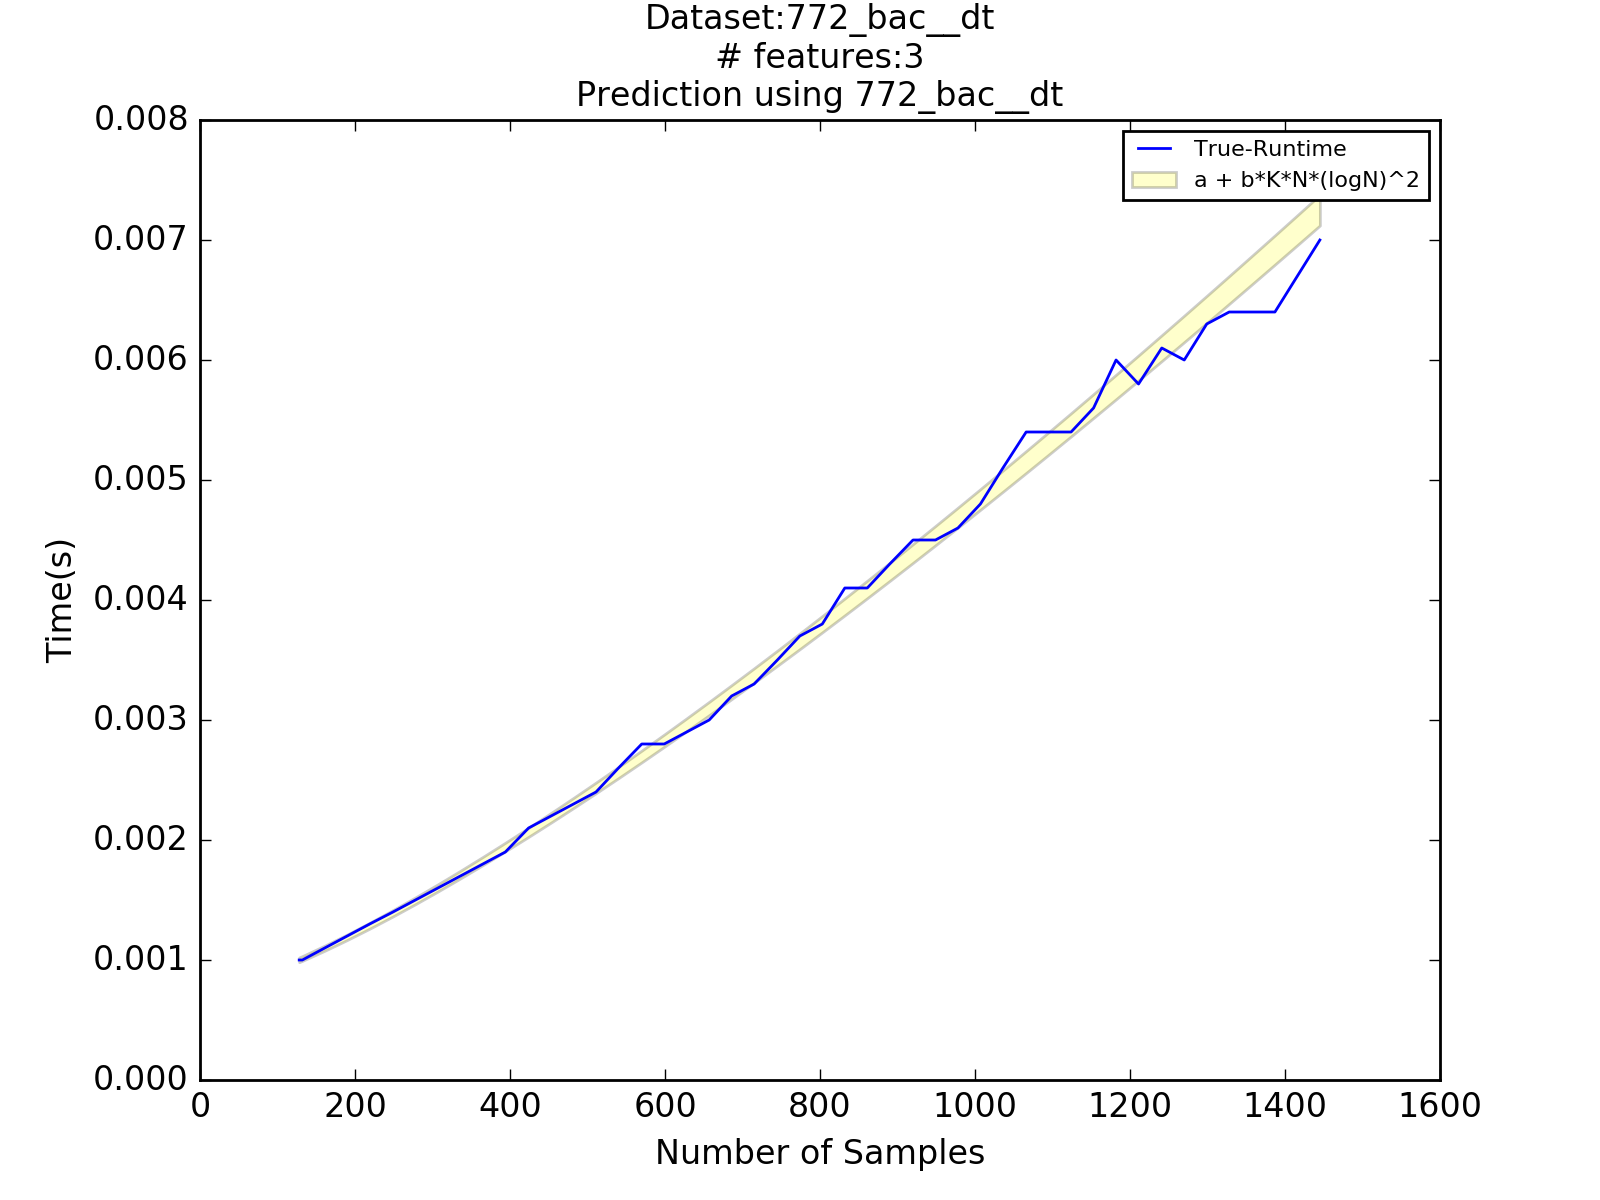 Dataset:772_bac__dt
# features:3
Prediction using 772_bac__dt
True-Runtime
a + b*K*N*(logN)^2
0.008
0.007
0.006
0.005
0.004
0.003
0.002
0.001
0.000
Time(s)
0 200 400 600 800 1000 1200 1400 1600
Number of Samples